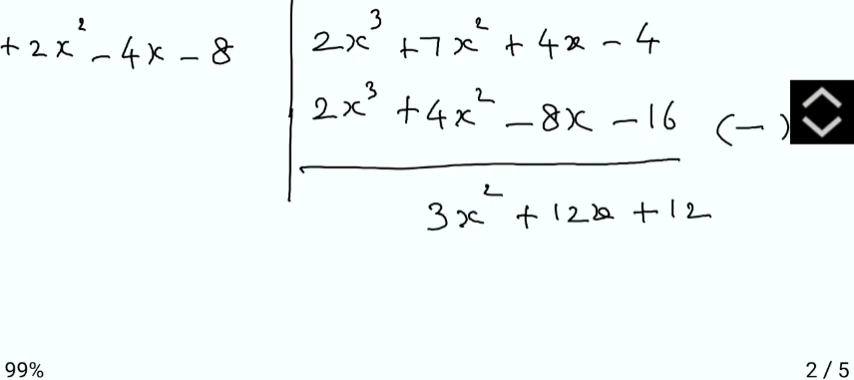 + 2x² - 4x - 8 | 2x³ + 7x² + 4x - 4
2x³ + 4x² - 8x - 16 (-)
3x² + 12x + 12
99% 2 / 5